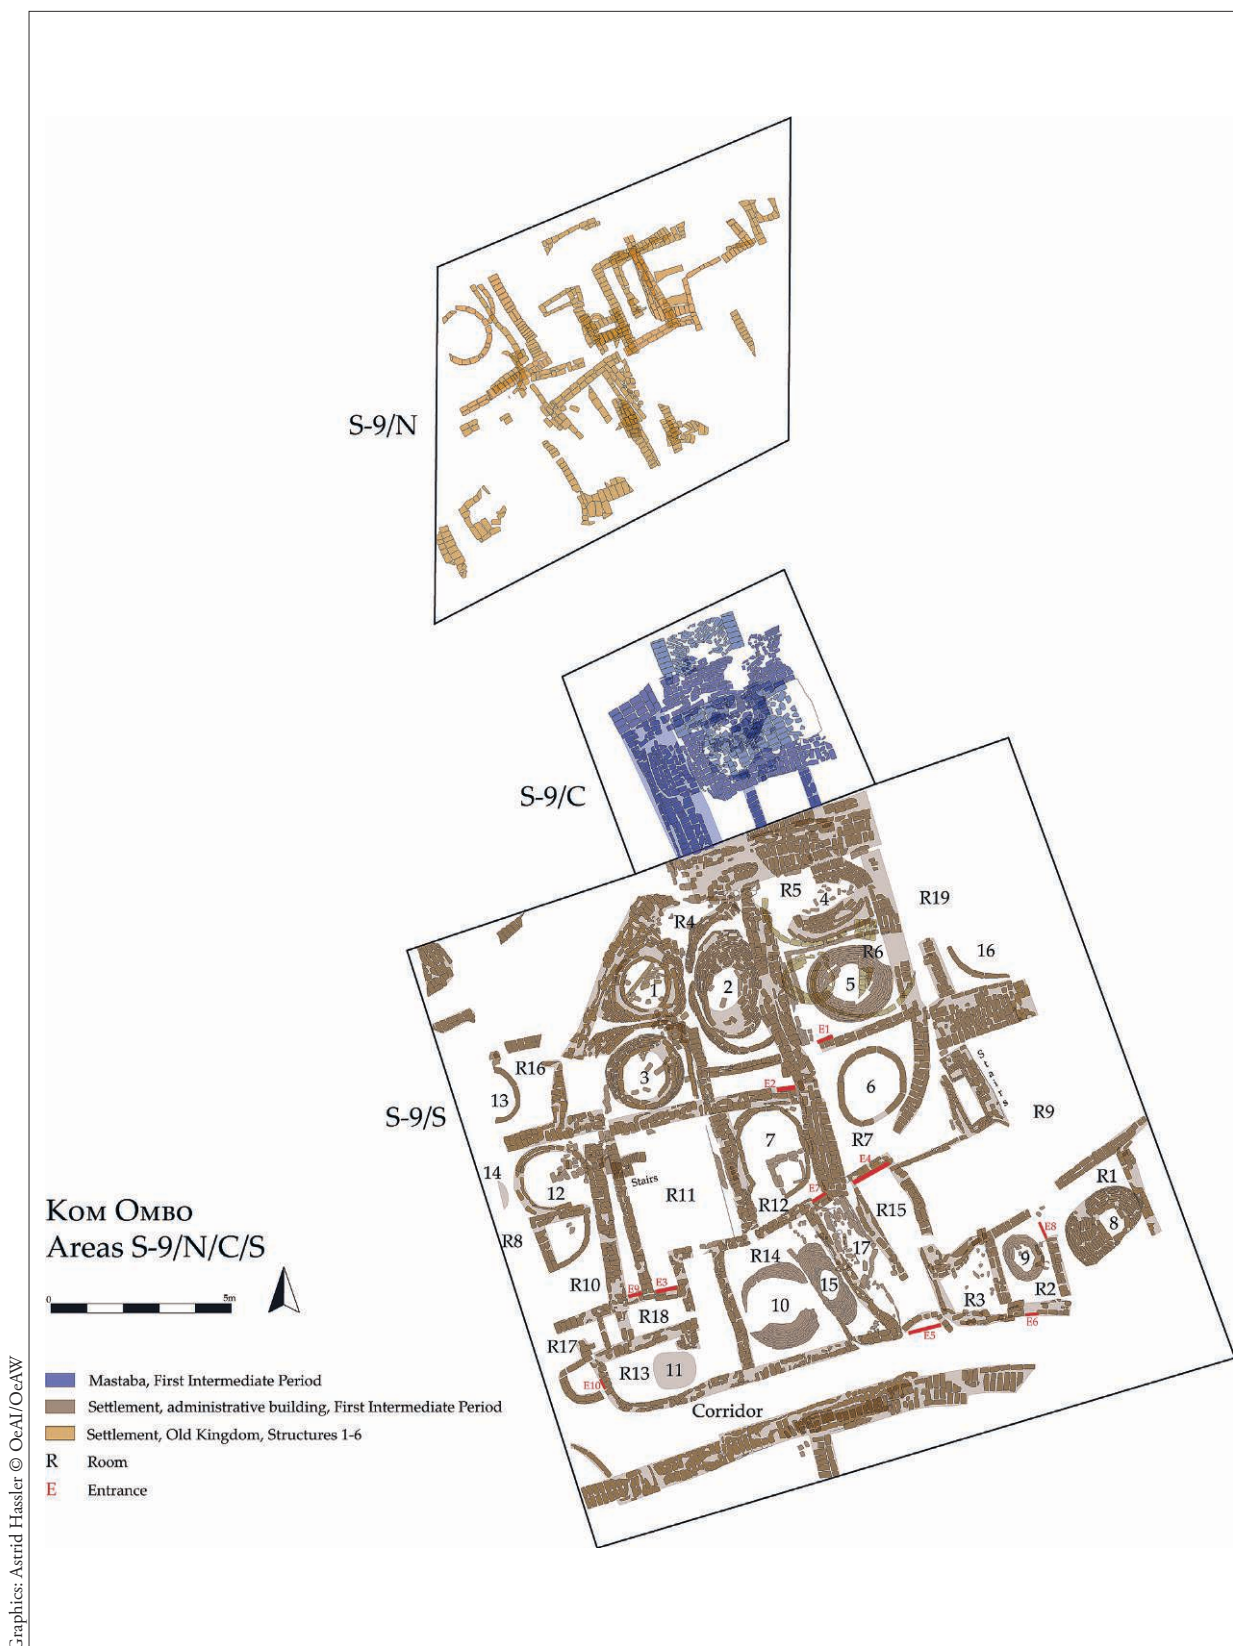 S-9/N
S-9/C
R5
4
R19
R4
R6
16
1
2
5
E1
Stairs
R16
3
E2
6
13
S-9/S
R9
7
R7
14
Stairs
E4
R1
12
R11
E7
R12
R15
8
R8
E8
R14
17
9
R10
E9
E3
15
R2
10
R3
R18
E6
E5
R17
R13
11
E10
Corridor
Kom Ombo
Areas S-9/N/C/S
0 5m
Mastaba, First Intermediate Period
Settlement, administrative building, First Intermediate Period
Settlement, Old Kingdom, Structures 1-6
R Room
E Entrance
Graphics: Astrid Hassler © OeAI/OeAW